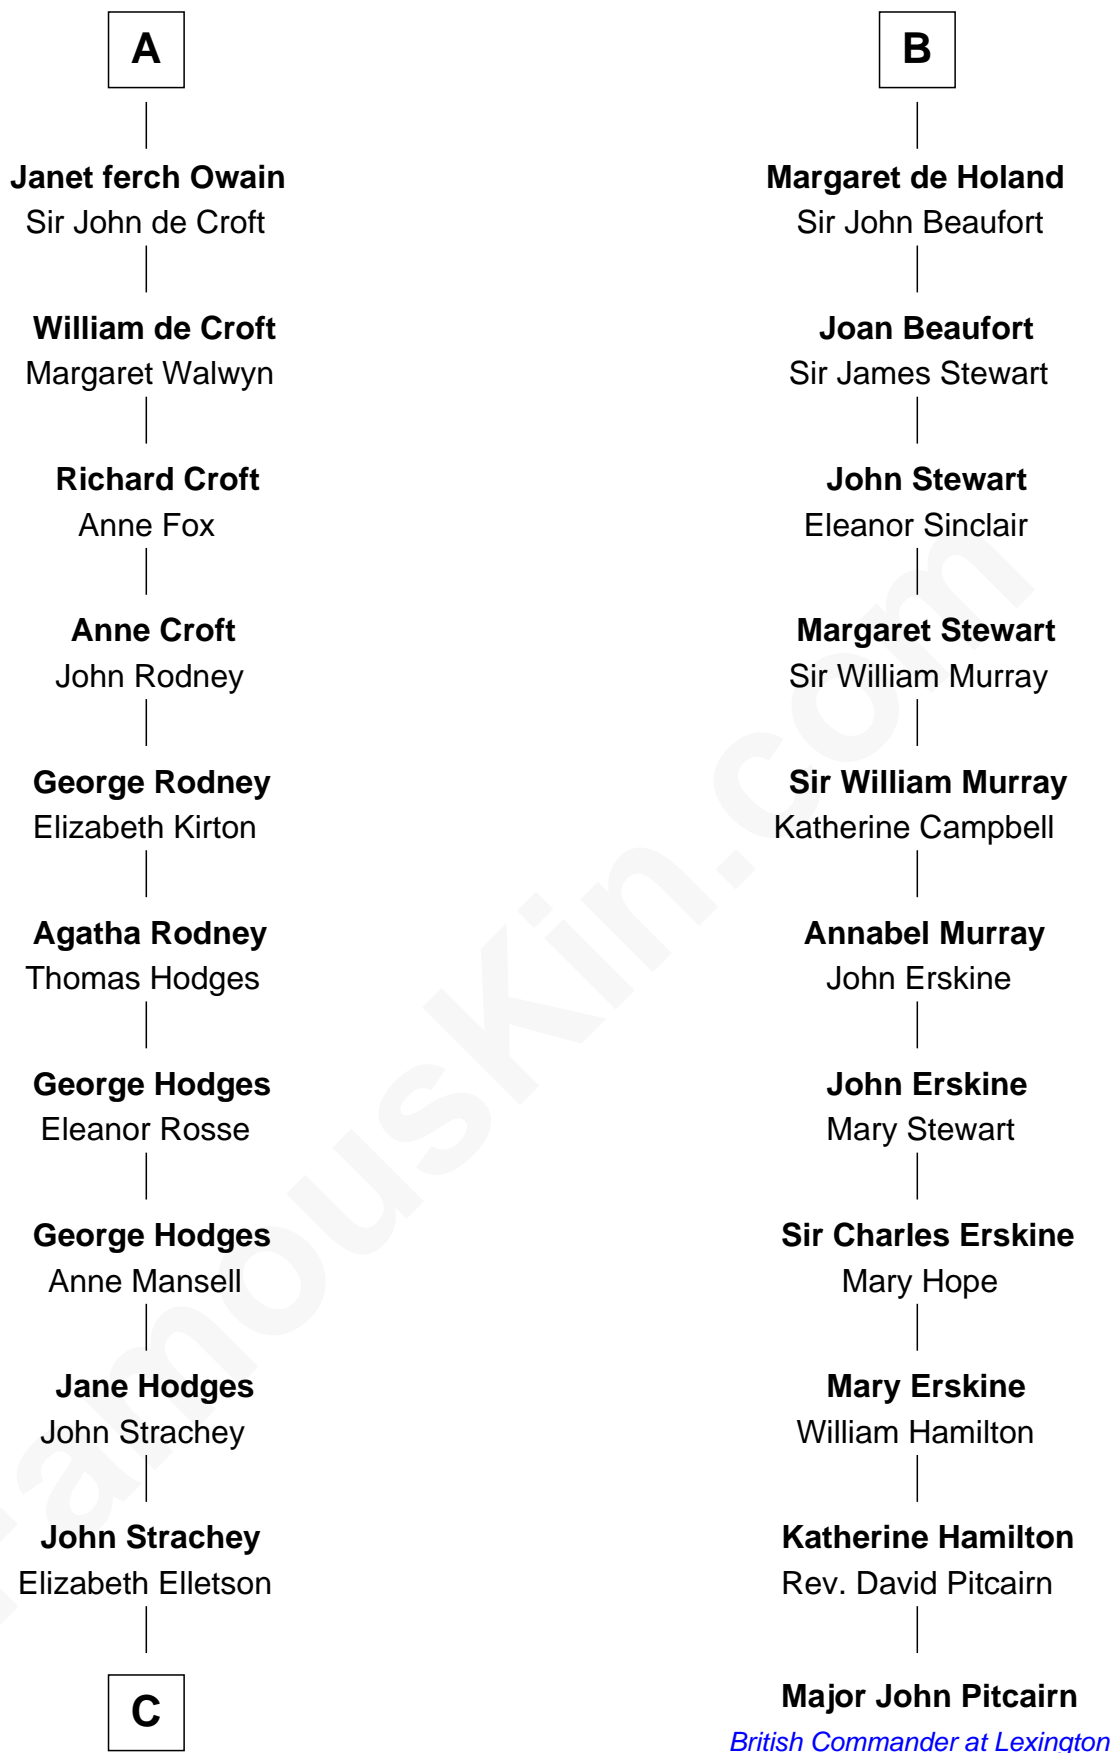 A
Janet ferch Owain
Sir John de Croft
William de Croft
Margaret Walwyn
Richard Croft
Anne Fox
Anne Croft
John Rodney
George Rodney
Elizabeth Kirton
Agatha Rodney
Thomas Hodges
George Hodges
Eleanor Rosse
George Hodges
Anne Mansell
Jane Hodges
John Strachey
John Strachey
Elizabeth Elletson
C
B
Margaret de Holand
Sir John Beaufort
Joan Beaufort
Sir James Stewart
John Stewart
Eleanor Sinclair
Margaret Stewart
Sir William Murray
Sir William Murray
Katherine Campbell
Annabel Murray
John Erskine
John Erskine
Mary Stewart
Sir Charles Erskine
Mary Hope
Mary Erskine
William Hamilton
Katherine Hamilton
Rev. David Pitcairn
Major John Pitcairn
British Commander at Lexington
FamousKin.com